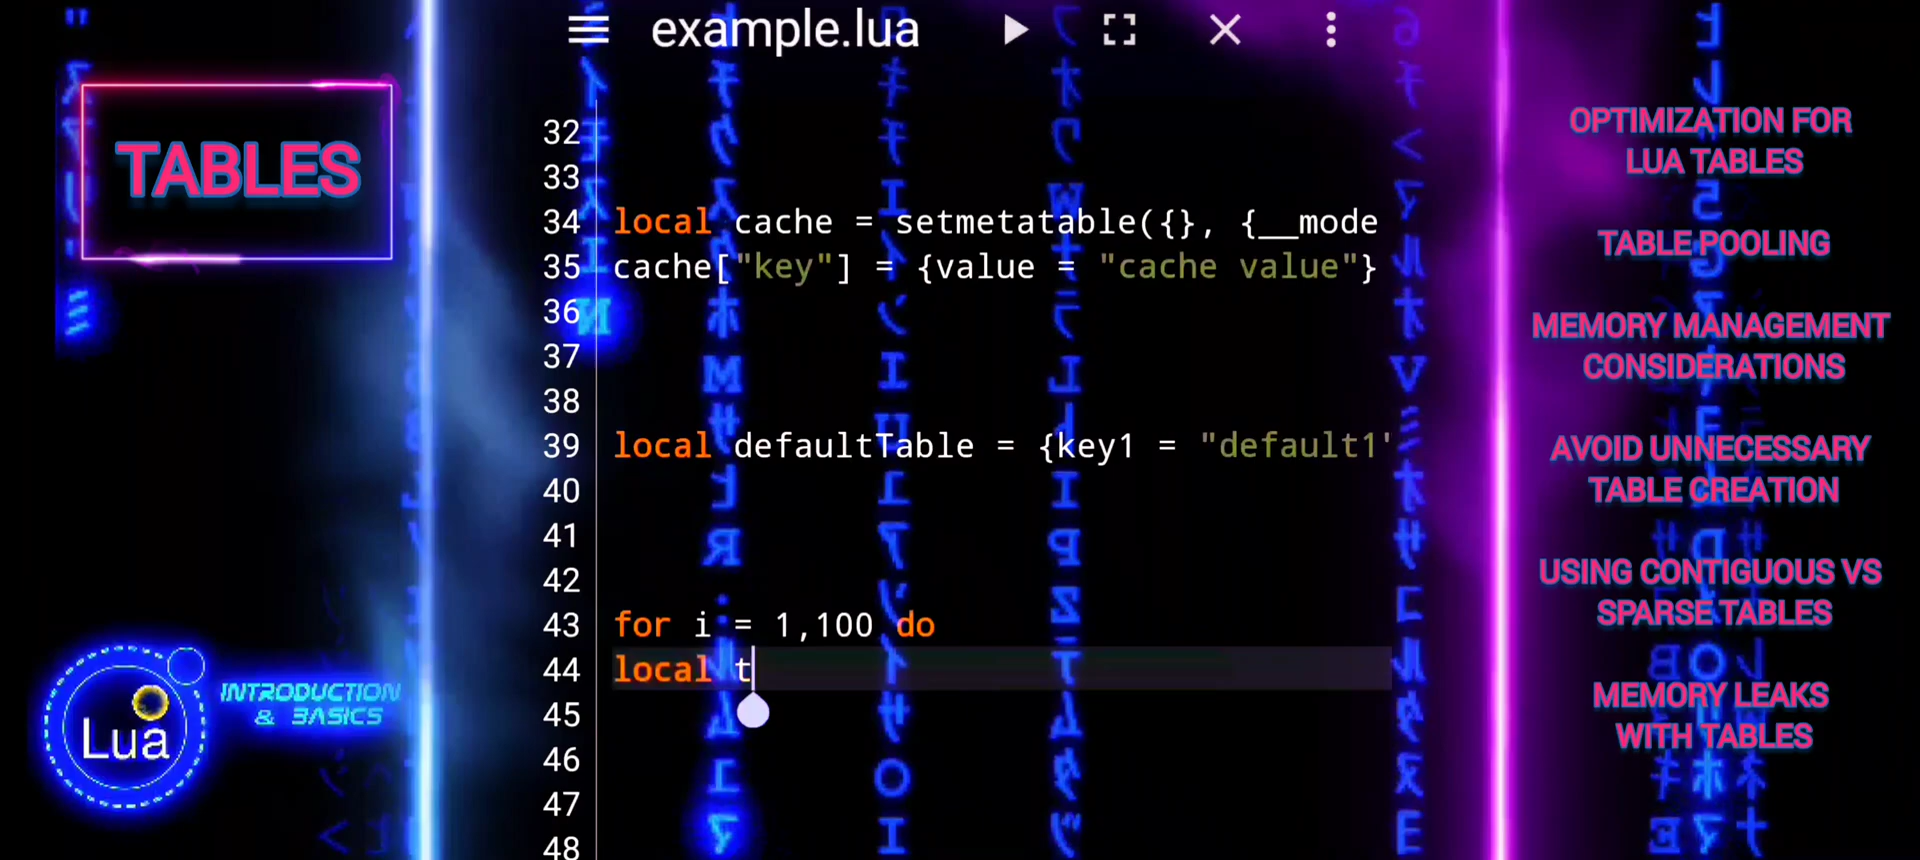 TABLES
Lua
INTRODUCTION
& BASICS
example.lua
32
33
34 local cache = setmetatable({}, {__mode
35 cache["key"] = {value = "cache value"}
36
37
38
39 local defaultTable = {key1 = "default1'
40
41
42
43 for i = 1,100 do
44 local t
45
46
47
48
OPTIMIZATION FOR
LUA TABLES
TABLE POOLING
MEMORY MANAGEMENT
CONSIDERATIONS
AVOID UNNECESSARY
TABLE CREATION
USING CONTIGUOUS VS
SPARSE TABLES
MEMORY LEAKS
WITH TABLES